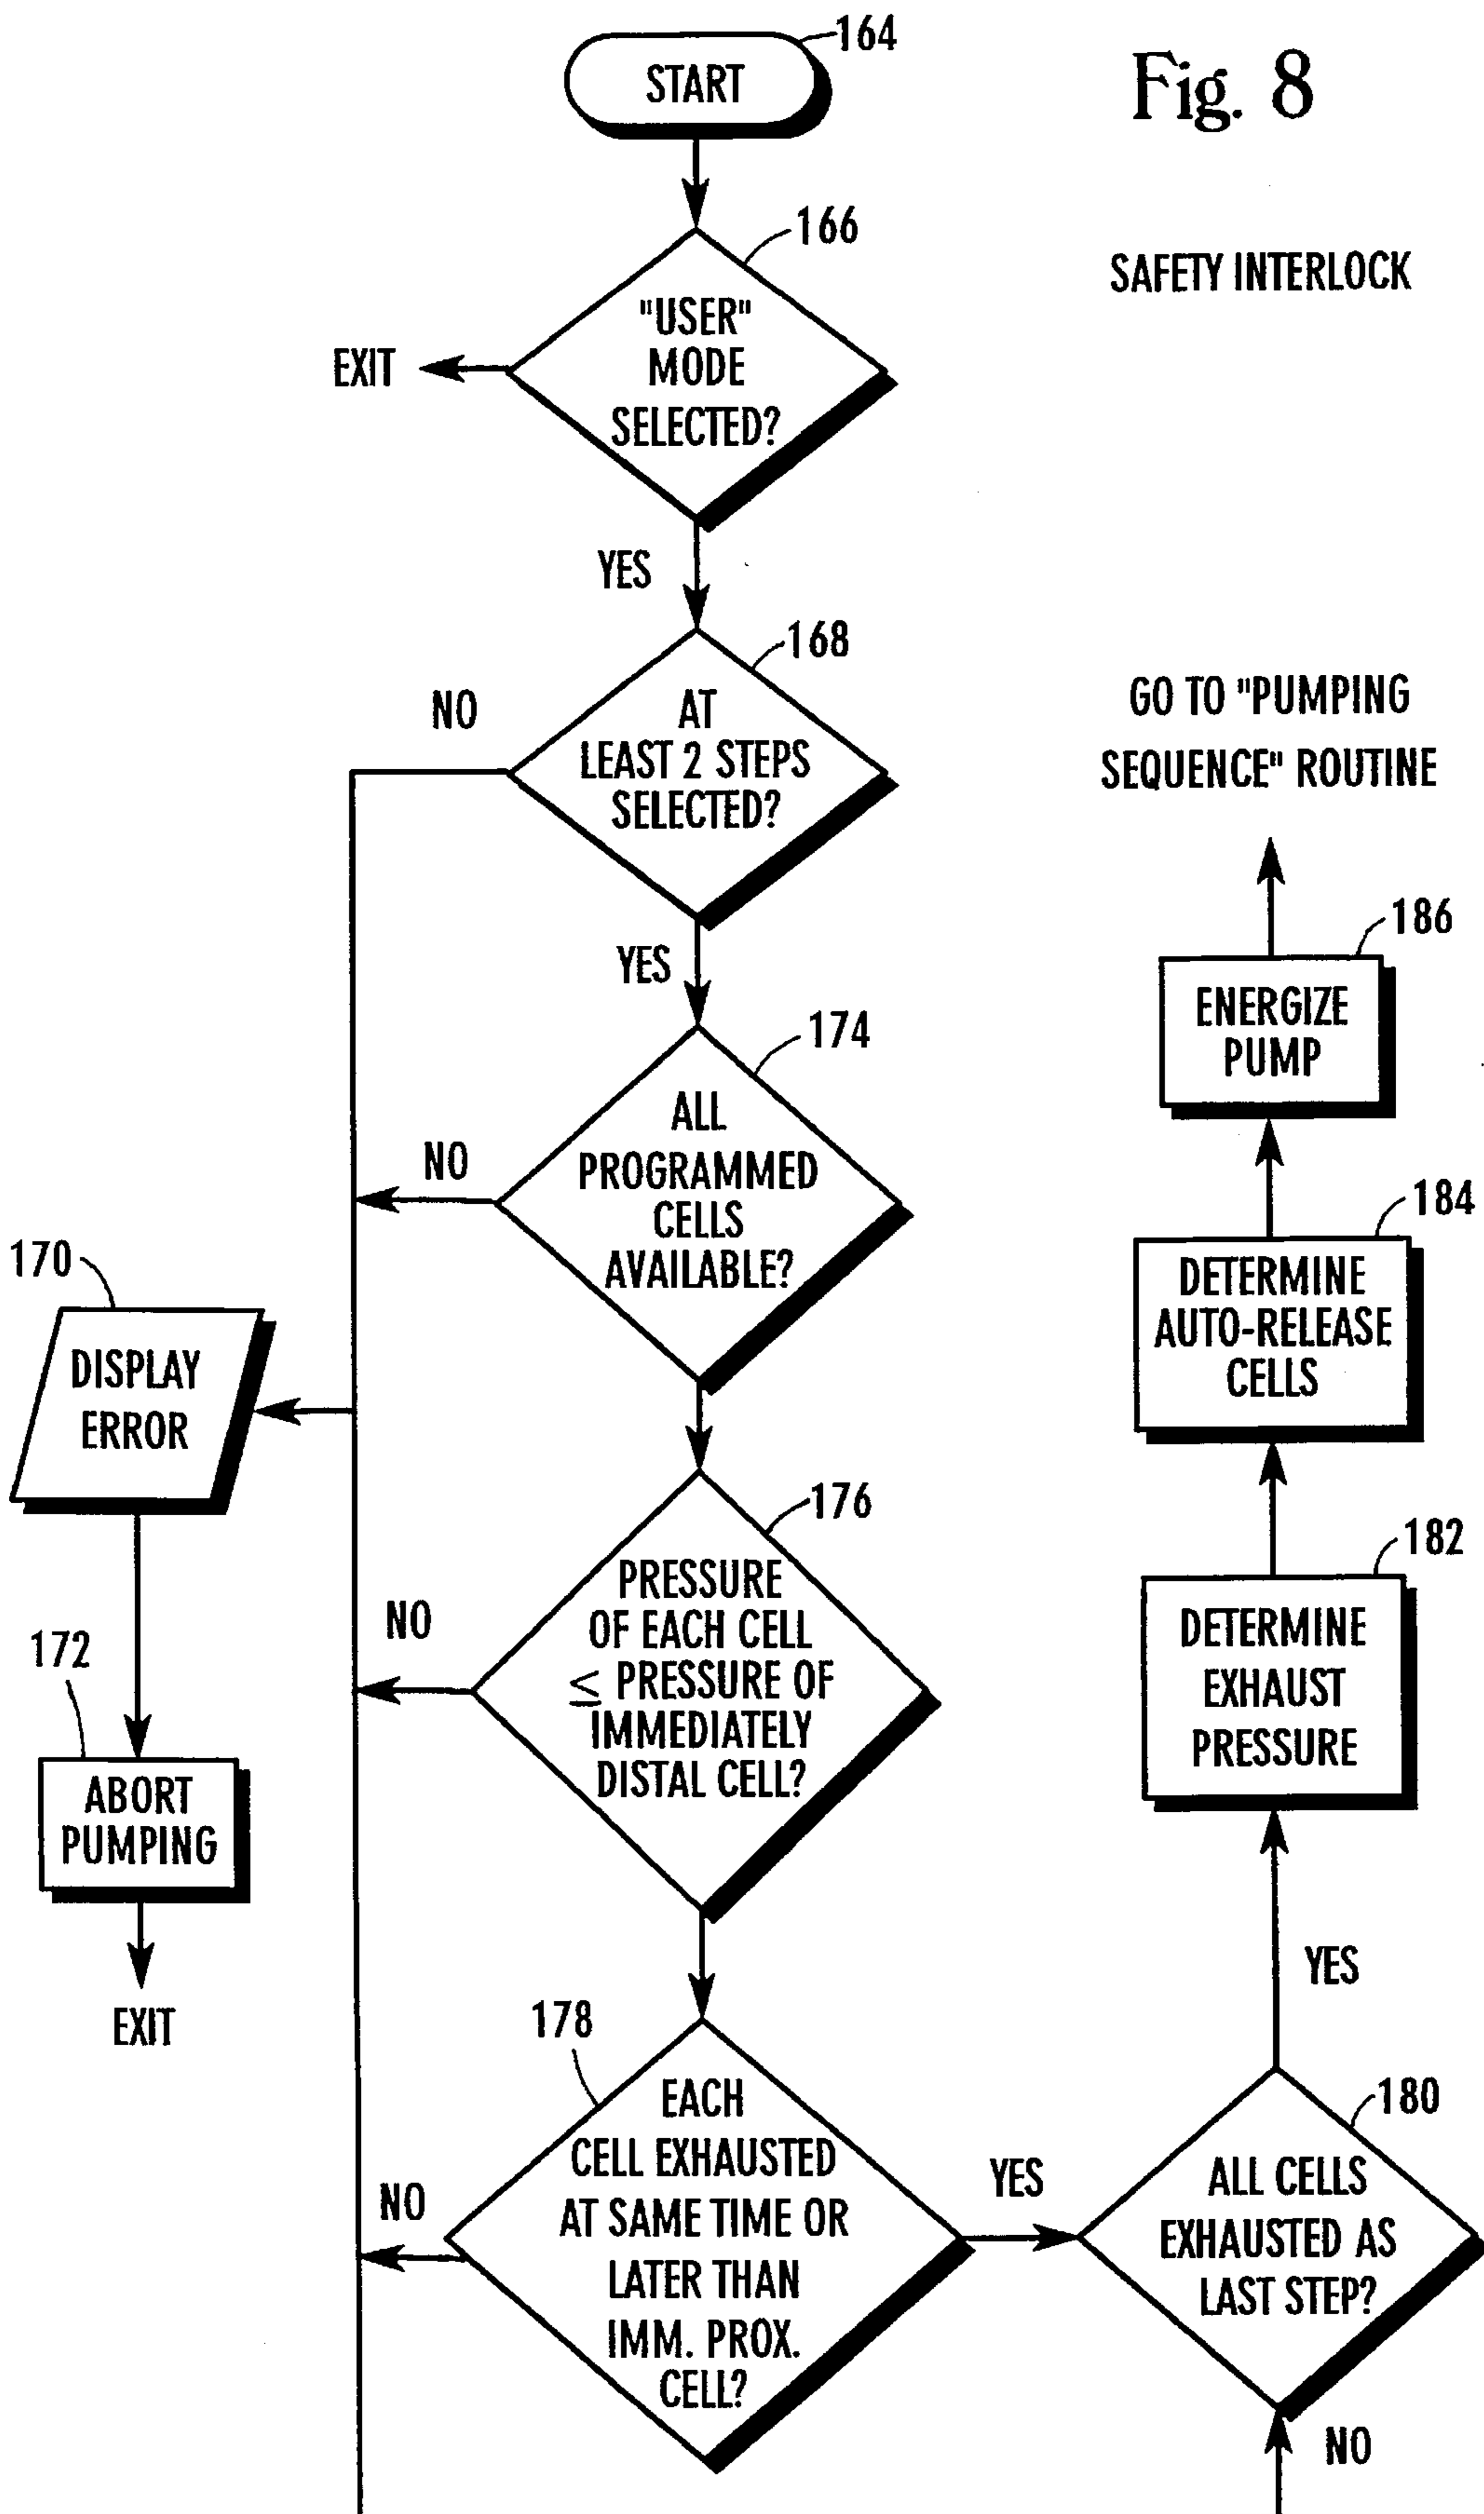 164
START
Fig. 8
SAFETY INTERLOCK
166
"USER"
MODE
SELECTED?
EXIT
YES
168
AT
LEAST 2 STEPS
SELECTED?
NO
YES
174
ALL
PROGRAMMED
CELLS
AVAILABLE?
NO
170
DISPLAY
ERROR
172
ABORT
PUMPING
EXIT
176
PRESSURE
OF EACH CELL
≤ PRESSURE OF
IMMEDIATELY
DISTAL CELL?
NO
178
EACH
CELL EXHAUSTED
AT SAME TIME OR
LATER THAN
IMM. PROX.
CELL?
NO
YES
180
ALL CELLS
EXHAUSTED AS
LAST STEP?
NO
YES
182
DETERMINE
EXHAUST
PRESSURE
184
DETERMINE
AUTO-RELEASE
CELLS
186
ENERGIZE
PUMP
GO TO "PUMPING
SEQUENCE" ROUTINE